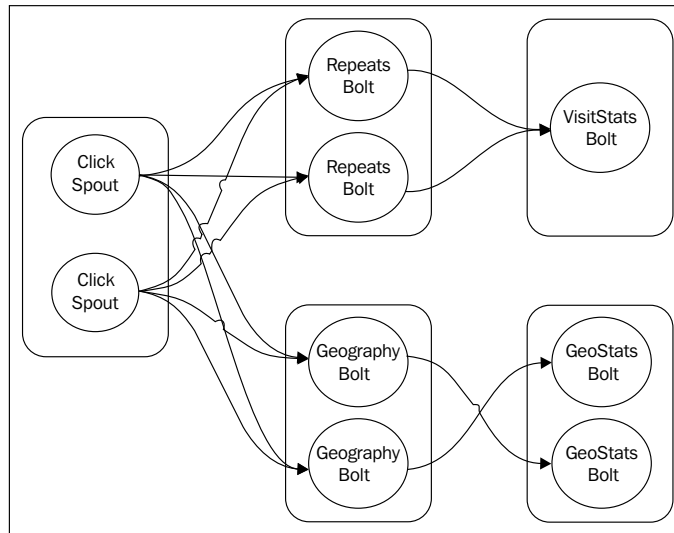 Click
Spout
Click
Spout
Repeats
Bolt
Repeats
Bolt
VisitStats
Bolt
Geography
Bolt
Geography
Bolt
GeoStats
Bolt
GeoStats
Bolt